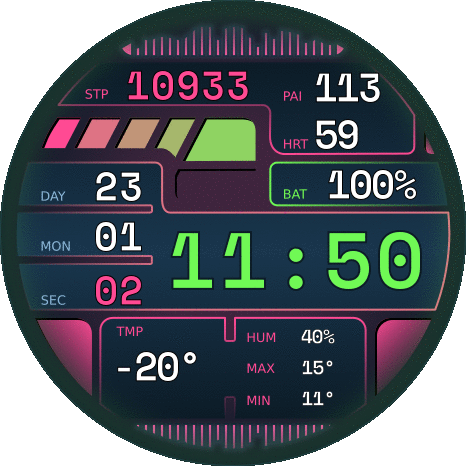 STP 10933
PAI 113
HRT 59
DAY 23
BAT 100%
MON 01
11:50
SEC 02
TMP -20°
HUM 40%
MAX 15°
MIN 11°